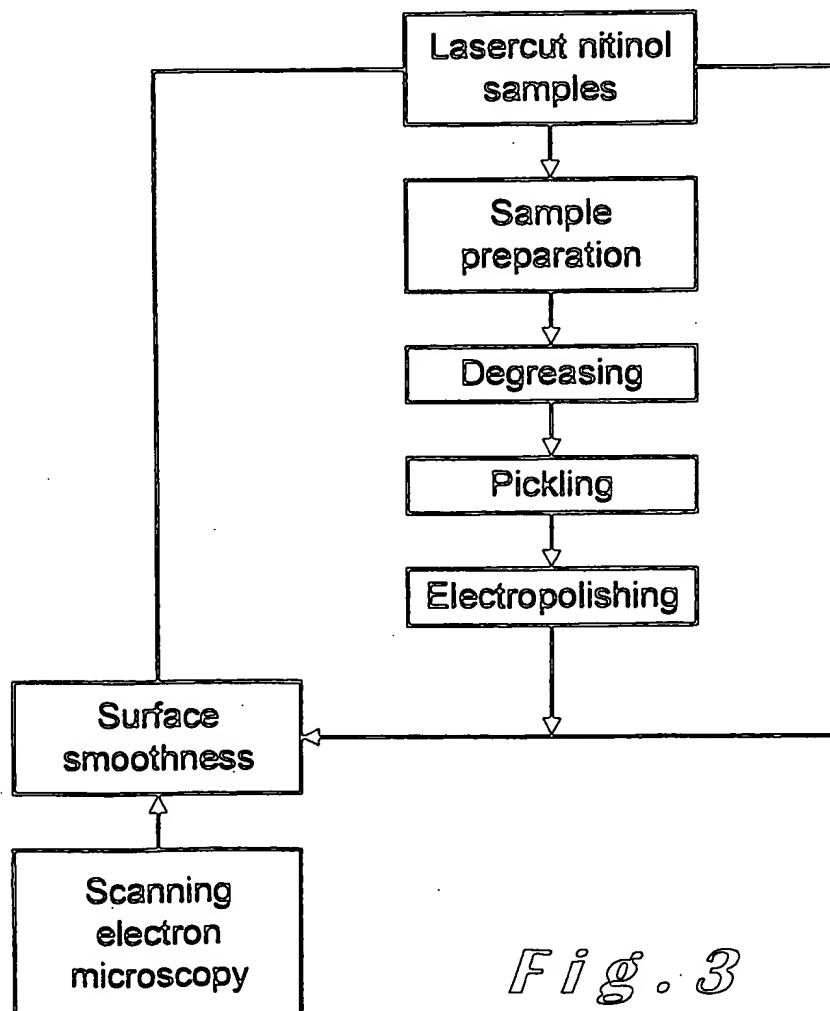 Lasercut nitinol
samples
Sample
preparation
Degreasing
Pickling
Electropolishing
Surface
smoothness
Scanning
electron
microscopy
Fig. 3